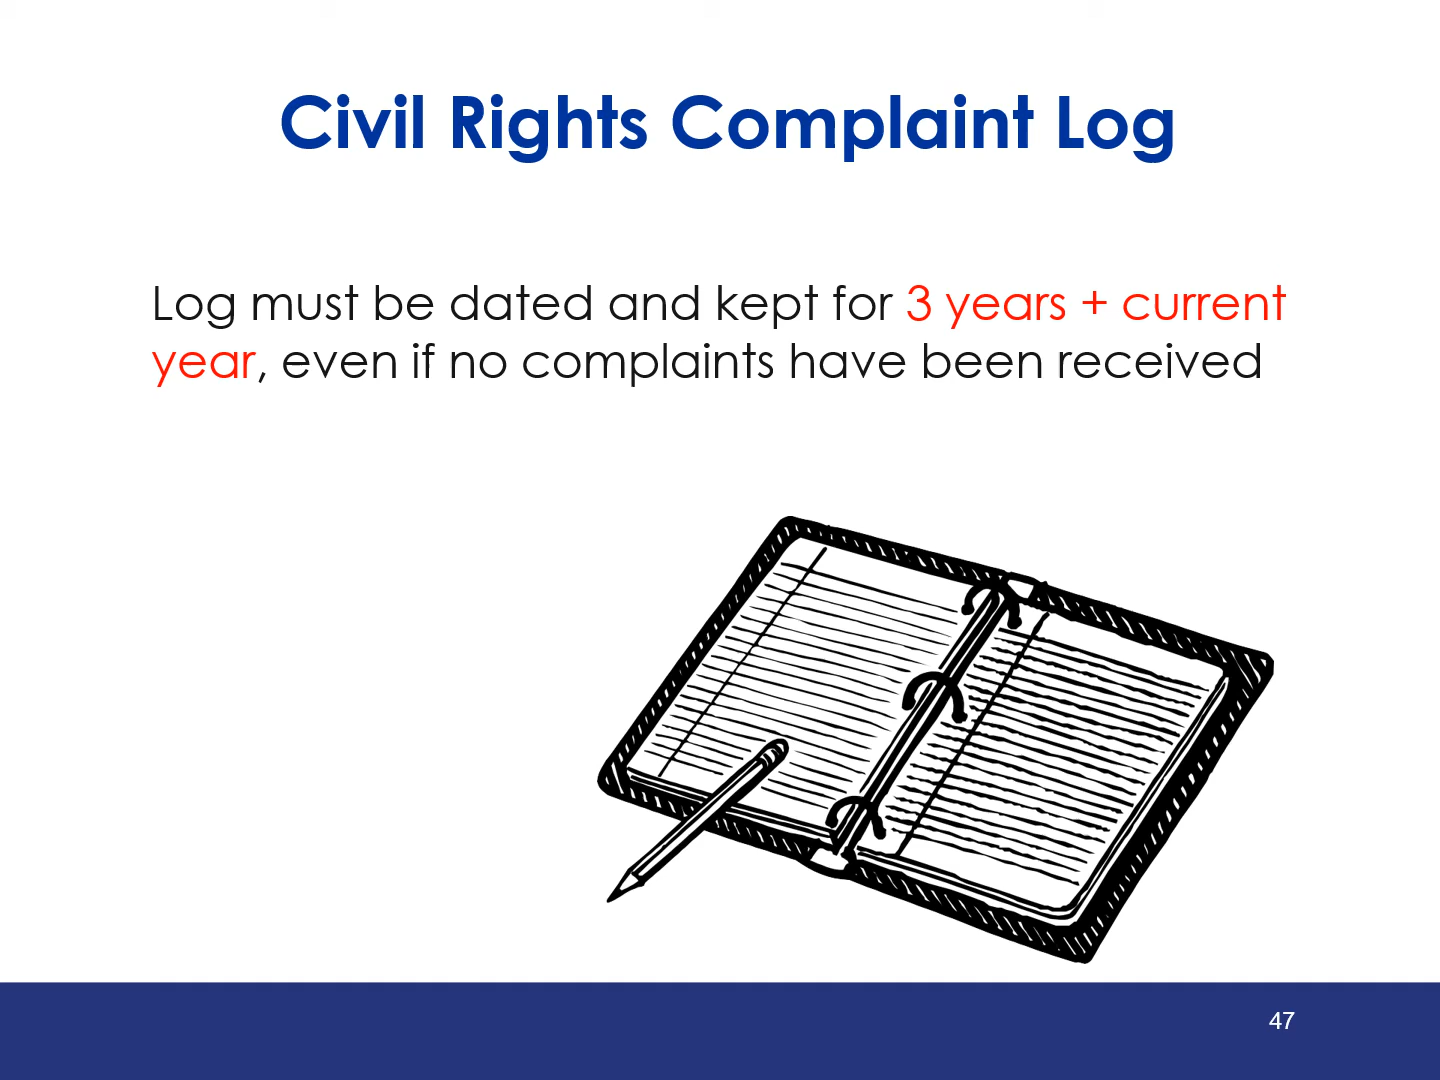 Civil Rights Complaint Log
Log must be dated and kept for 3 years + current
year, even if no complaints have been received
47